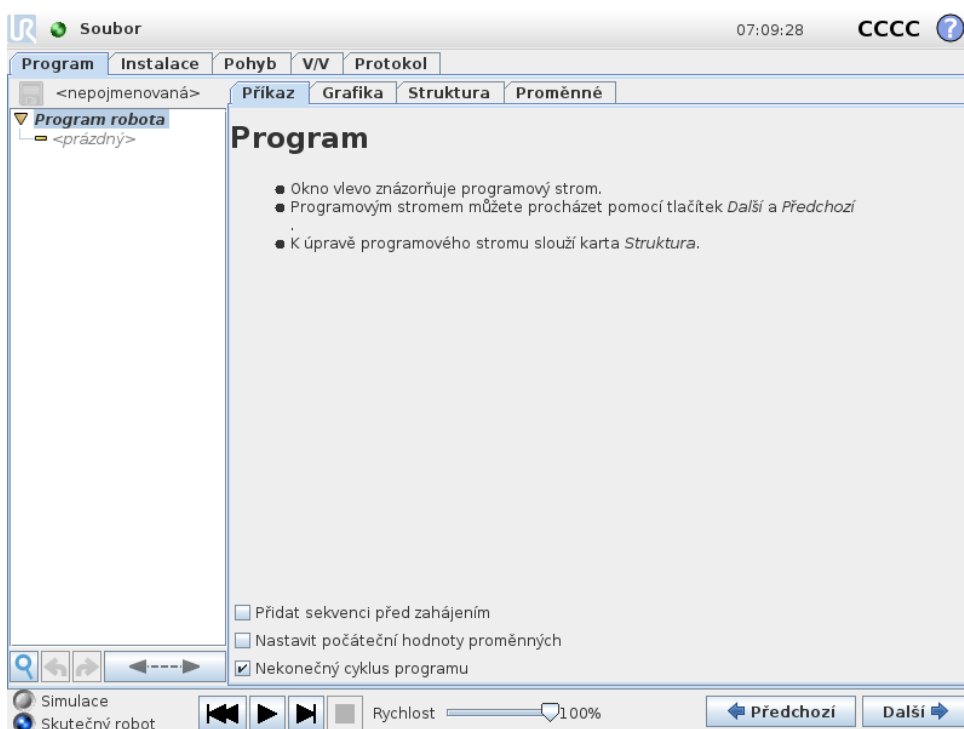 UR Soubor 07:09:28 CCCC ?
Program Instalace Pohyb V/V Protokol
<nepojmenovaná>
Příkaz Grafika Struktura Proměnné
Program robota
<prázdný>
Program
Okno vlevo znázorňuje programový strom.
Programovým stromem můžete procházet pomocí tlačítek Další a Předchozí
.
K úpravě programového stromu slouží karta Struktura.
Přidat sekvenci před zahájením
Nastavit počáteční hodnoty proměnných
Nekonečný cyklus programu
Simulace
Skutečný robot
Rychlost 100%
Předchozí
Další